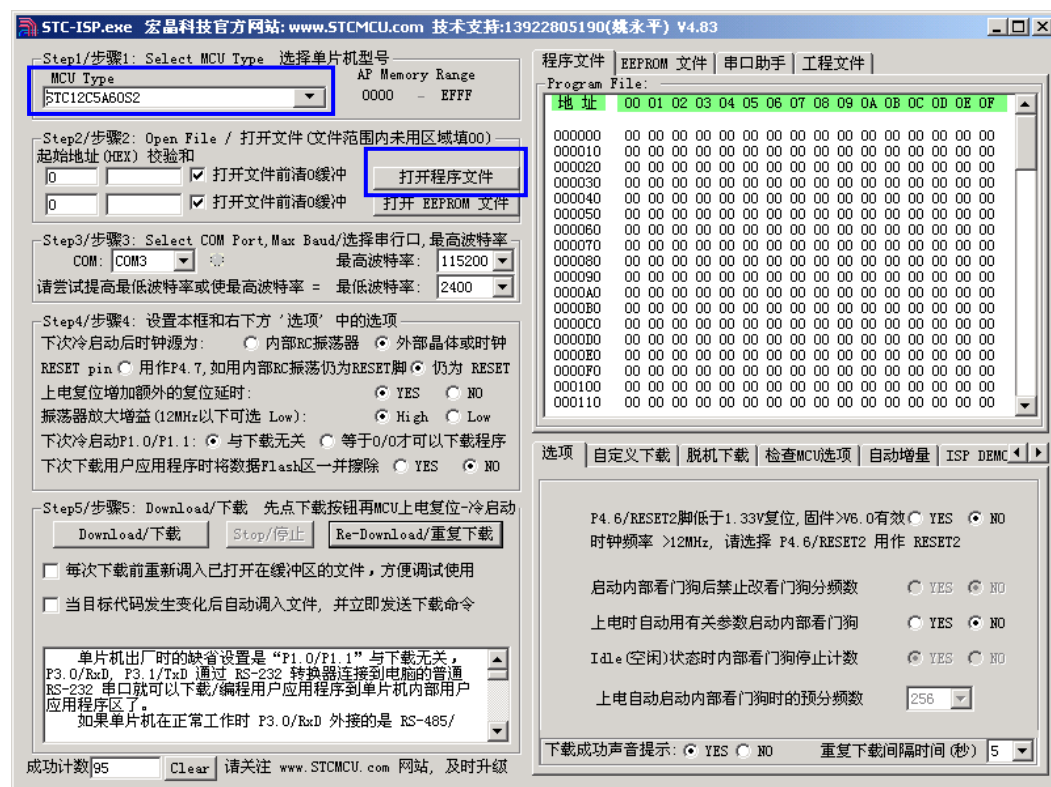 STC-ISP.exe 宏晶科技官方网站: www.STCMCU.com 技术支持:13922805190(姚永平) V4.83
Step1/步骤1: Select MCU Type 选择单片机型号
MCU Type AP Memory Range
STC12C5A60S2 0000 – EFFF
Step2/步骤2: Open File / 打开文件(文件范围内未用区域填00)
起始地址(HEX) 校验和
0 打开文件前清0缓冲 打开程序文件
0 打开文件前清0缓冲 打开 EEPROM 文件
Step3/步骤3: Select COM Port,Max Baud/选择串行口,最高波特率
COM: COM3 最高波特率: 115200
请尝试提高最低波特率或使最高波特率 = 最低波特率: 2400
Step4/步骤4: 设置本框和右下方 '选项' 中的选项
下次冷启动后时钟源为: 内部RC振荡器 外部晶体或时钟
RESET pin 用作P4.7,如用内部RC振荡仍为RESET脚 仍为 RESET
上电复位增加额外的复位延时: YES NO
振荡器放大增益(12MHz以下可选 Low): High Low
下次冷启动P1.0/P1.1: 与下载无关 等于0/0才可以下载程序
下次下载用户应用程序时将数据Flash区一并擦除 YES NO
Step5/步骤5: Download/下载 先点下载按钮再MCU上电复位-冷启动
Download/下载 Stop/停止 Re-Download/重复下载
每次下载前重新调入已打开在缓冲区的文件，方便调试使用
当目标代码发生变化后自动调入文件, 并立即发送下载命令
单片机出厂时的缺省设置是 “P1.0/P1.1” 与下载无关，
P3.0/RxD, P3.1/TxD 通过 RS-232 转换器连接到电脑的普通
RS-232 串口就可以下载/编程用户应用程序到单片机内部用户
应用程序区了。
如果单片机在正常工作时 P3.0/RxD 外接的是 RS-485/
成功计数 95 Clear 请关注 www.STCMCU.com 网站, 及时升级
程序文件 EEPROM 文件 串口助手 工程文件
Program File:
地 址 00 01 02 03 04 05 06 07 08 09 0A 0B 0C 0D 0E 0F
000000 00 00 00 00 00 00 00 00 00 00 00 00 00 00 00 00
000010 00 00 00 00 00 00 00 00 00 00 00 00 00 00 00 00
000020 00 00 00 00 00 00 00 00 00 00 00 00 00 00 00 00
000030 00 00 00 00 00 00 00 00 00 00 00 00 00 00 00 00
000040 00 00 00 00 00 00 00 00 00 00 00 00 00 00 00 00
000050 00 00 00 00 00 00 00 00 00 00 00 00 00 00 00 00
000060 00 00 00 00 00 00 00 00 00 00 00 00 00 00 00 00
000070 00 00 00 00 00 00 00 00 00 00 00 00 00 00 00 00
000080 00 00 00 00 00 00 00 00 00 00 00 00 00 00 00 00
000090 00 00 00 00 00 00 00 00 00 00 00 00 00 00 00 00
0000A0 00 00 00 00 00 00 00 00 00 00 00 00 00 00 00 00
0000B0 00 00 00 00 00 00 00 00 00 00 00 00 00 00 00 00
0000C0 00 00 00 00 00 00 00 00 00 00 00 00 00 00 00 00
0000D0 00 00 00 00 00 00 00 00 00 00 00 00 00 00 00 00
0000E0 00 00 00 00 00 00 00 00 00 00 00 00 00 00 00 00
0000F0 00 00 00 00 00 00 00 00 00 00 00 00 00 00 00 00
000100 00 00 00 00 00 00 00 00 00 00 00 00 00 00 00 00
000110 00 00 00 00 00 00 00 00 00 00 00 00 00 00 00 00
选项 自定义下载 脱机下载 检查MCU选项 自动增量 ISP DEMC
P4.6/RESET2脚低于1.33V复位,固件>V6.0有效 YES NO
时钟频率 >12MHz, 请选择 P4.6/RESET2 用作 RESET2
启动内部看门狗后禁止改看门狗分频数 YES NO
上电时自动用有关参数启动内部看门狗 YES NO
Idle(空闲)状态时内部看门狗停止计数 YES NO
上电自动启动内部看门狗时的预分频数 256
下载成功声音提示: YES NO 重复下载间隔时间(秒) 5